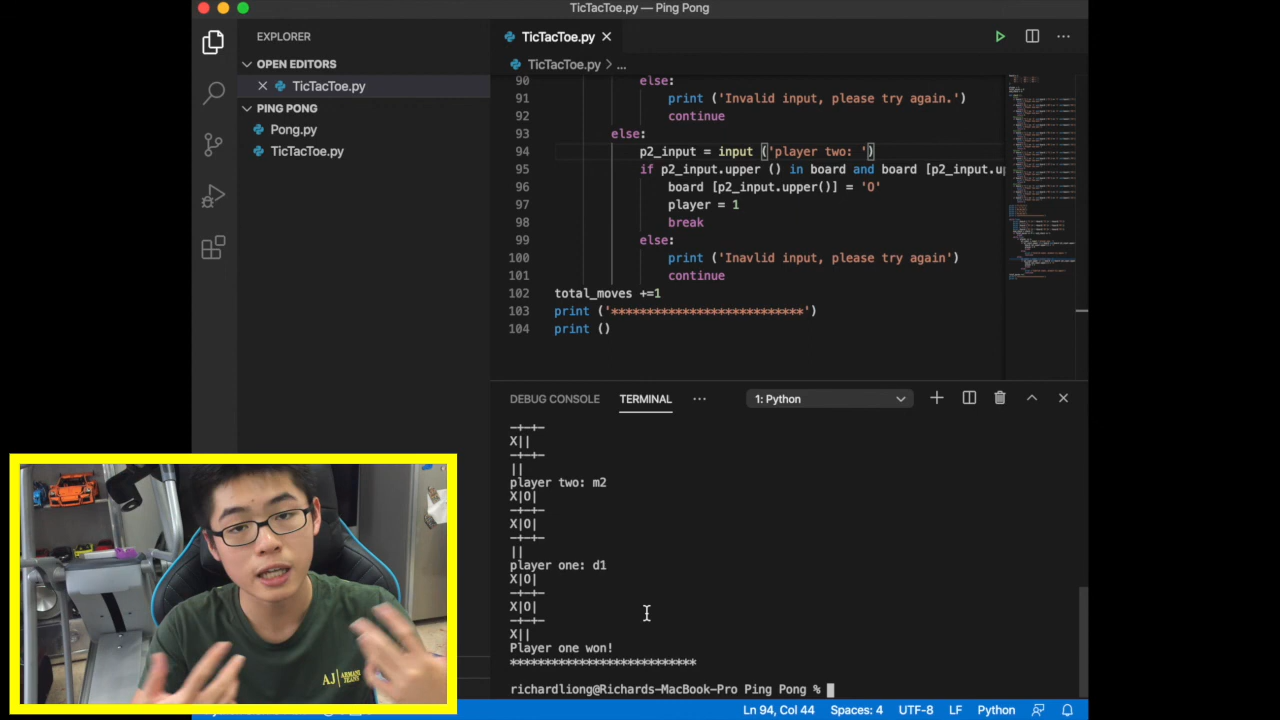 TicTacToe.py — Ping Pong
EXPLORER
OPEN EDITORS
TicTacToe.py
PING PONG
Pong.py
TicTacToe.py
TicTacToe.py
TicTacToe.py > ...
90 else:
91 print ('Invalid input, please try again.')
92 continue
93 else:
94 p2_input = input ('player two: ')
95 if p2_input.upper () in board and board [p2_input.u
96 board [p2_input.upper()] = 'O'
97 player = 1
98 break
99 else:
100 print ('Inavlid input, please try again')
101 continue
102 total_moves +=1
103 print ('***************************')
104 print ()
DEBUG CONSOLE TERMINAL ... 1: Python
-+-+-
X||
-+-+-
||
player two: m2
X|O|
-+-+-
X|O|
-+-+-
||
player one: d1
X|O|
-+-+-
X|O|
-+-+-
X||
Player one won!
***************************
richardliong@Richards-MacBook-Pro Ping Pong %
AJ ARMANI JEANS
Ln 94, Col 44 Spaces: 4 UTF-8 LF Python